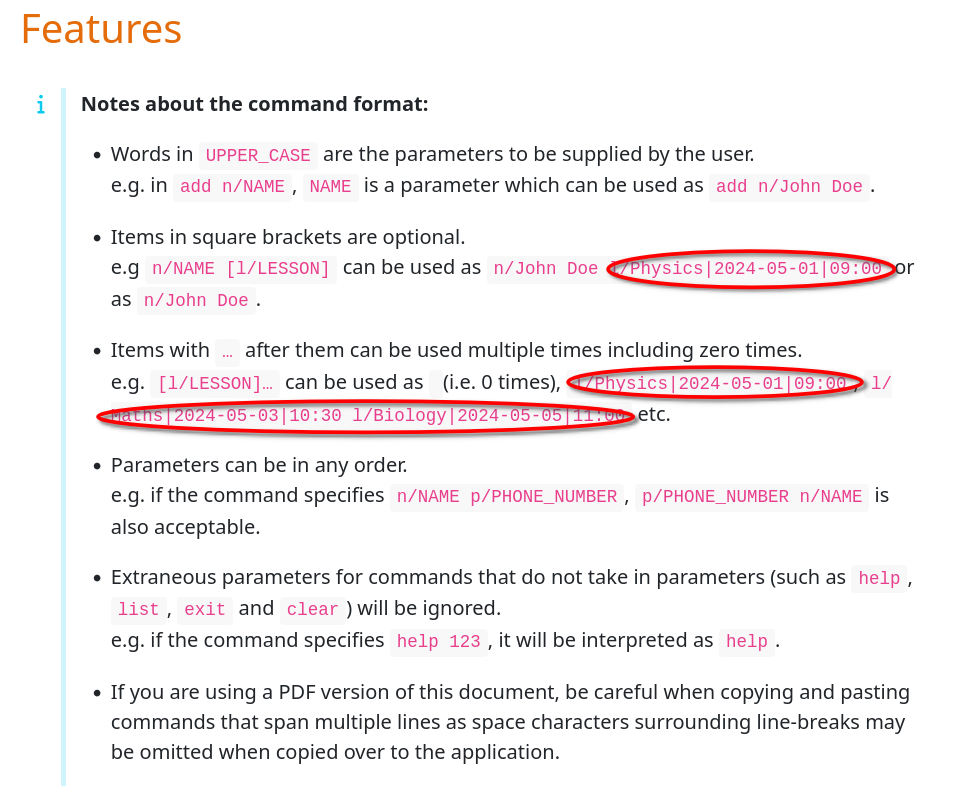 Features
i
Notes about the command format:
• Words in UPPER_CASE are the parameters to be supplied by the user.
e.g. in add n/NAME, NAME is a parameter which can be used as add n/John Doe.
• Items in square brackets are optional.
e.g n/NAME [l/LESSON] can be used as n/John Doe l/Physics|2024-05-01|09:00 or
as n/John Doe.
• Items with … after them can be used multiple times including zero times.
e.g. [l/LESSON]… can be used as   (i.e. 0 times), l/Physics|2024-05-01|09:00, l/
Maths|2024-05-03|10:30 l/Biology|2024-05-05|11:00 etc.
• Parameters can be in any order.
e.g. if the command specifies n/NAME p/PHONE_NUMBER, p/PHONE_NUMBER n/NAME is
also acceptable.
• Extraneous parameters for commands that do not take in parameters (such as help,
list, exit and clear) will be ignored.
e.g. if the command specifies help 123, it will be interpreted as help.
• If you are using a PDF version of this document, be careful when copying and pasting
commands that span multiple lines as space characters surrounding line-breaks may
be omitted when copied over to the application.